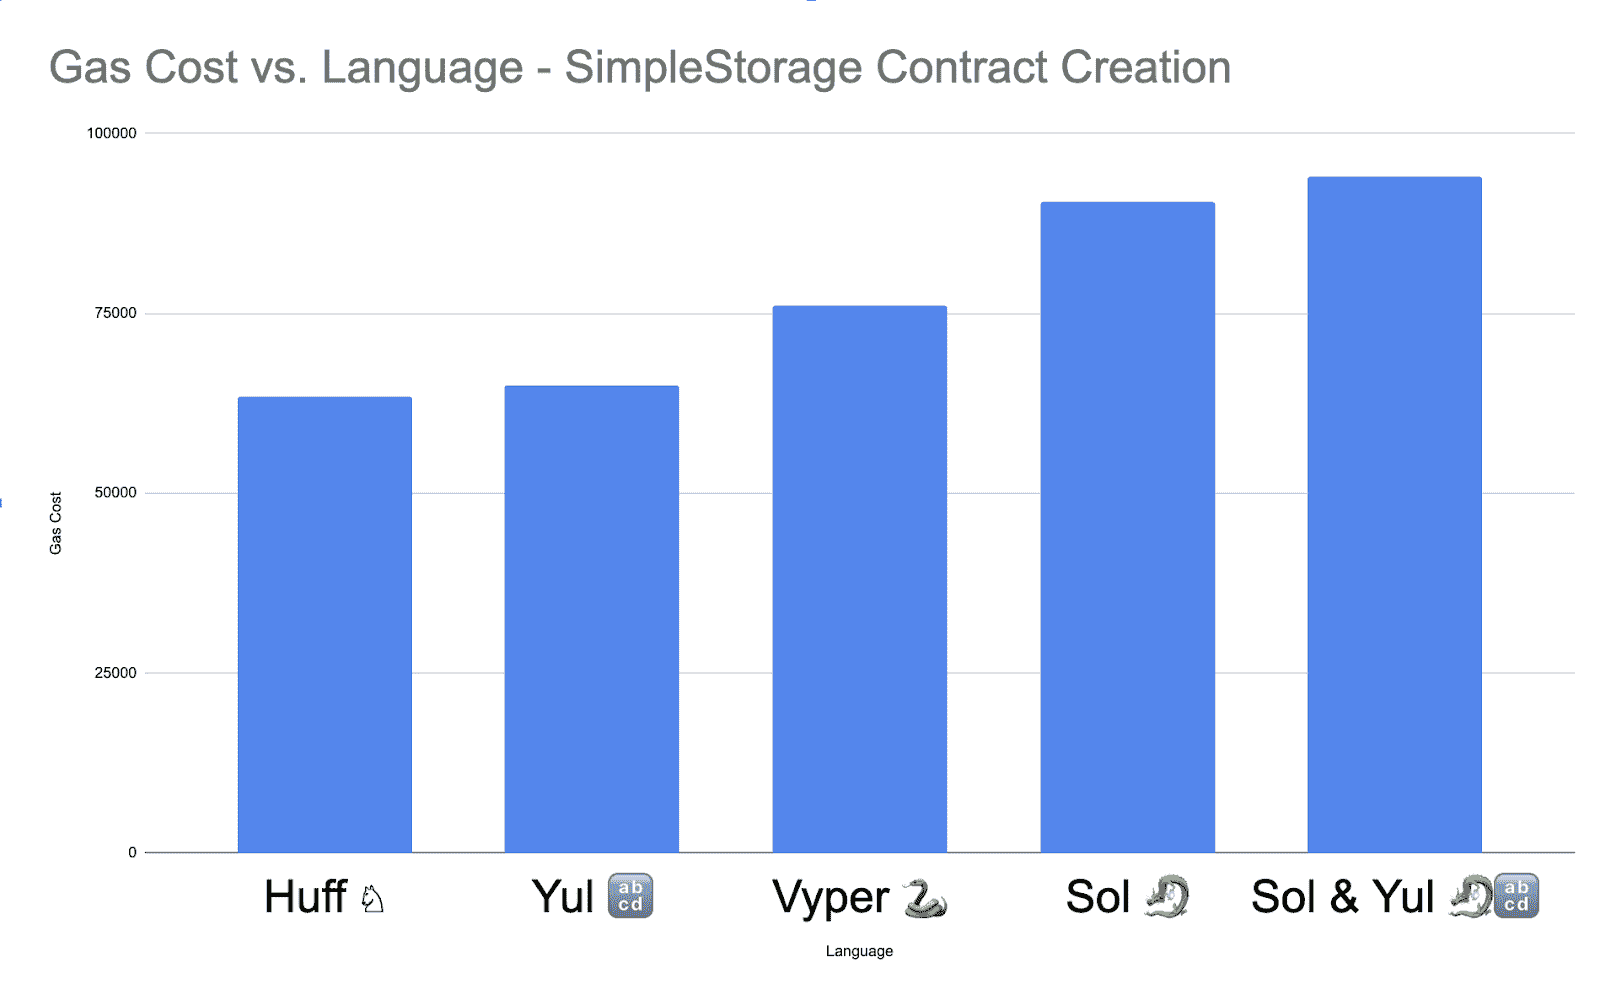 Gas Cost vs. Language - SimpleStorage Contract Creation
100000
75000
50000
25000
0
Gas Cost
Huff ♘
Yul 🔡
Vyper 🐍
Sol 🐉
Sol & Yul 🐉🔡
Language